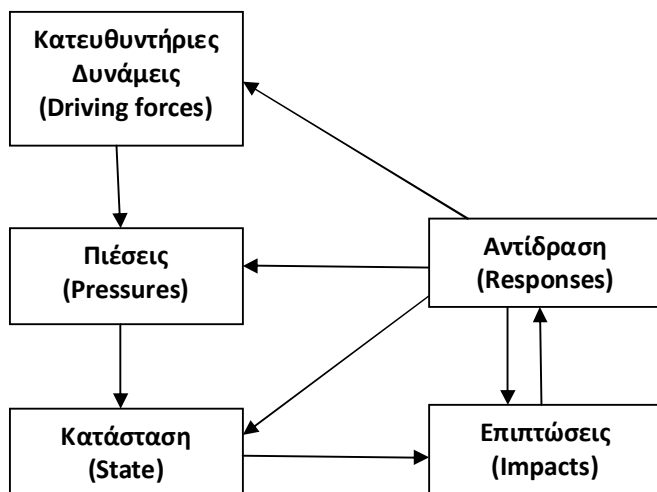 Κατευθυντήριες
Δυνάμεις
(Driving forces)
Πιέσεις
(Pressures)
Αντίδραση
(Responses)
Κατάσταση
(State)
Επιπτώσεις
(Impacts)